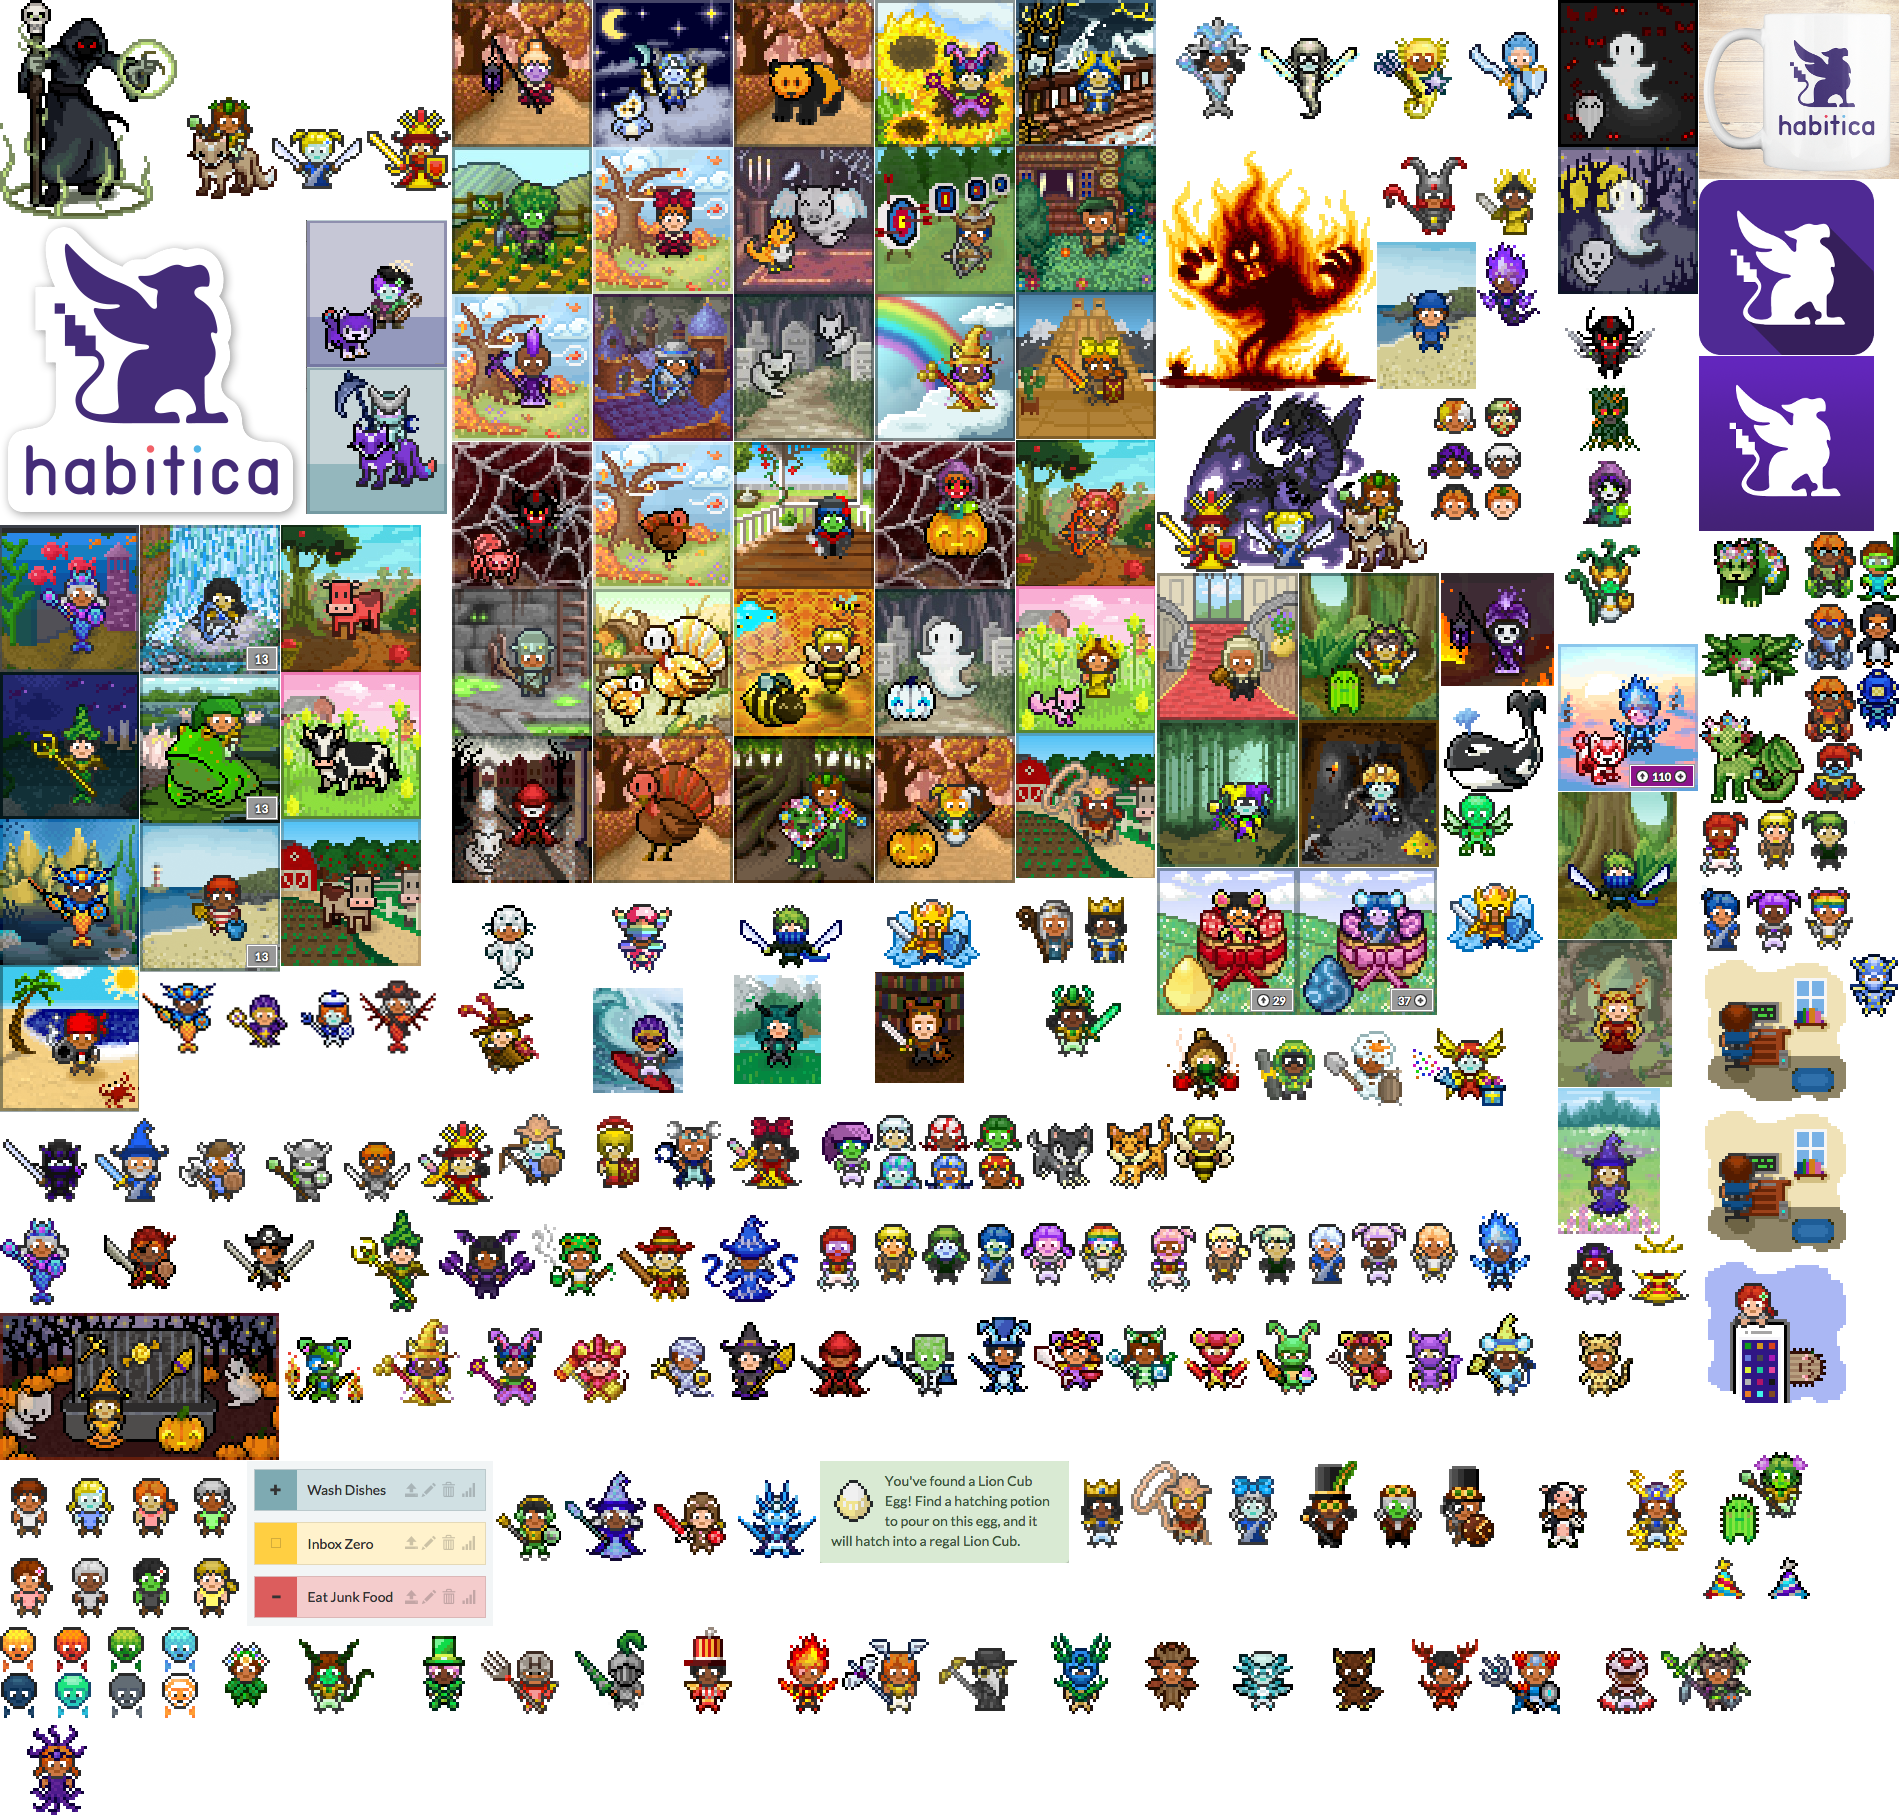 habitica
habitica
13
13
13
110
29
37
Wash Dishes
Inbox Zero
Eat Junk Food
You've found a Lion Cub
Egg! Find a hatching potion
to pour on this egg, and it
will hatch into a regal Lion Cub.